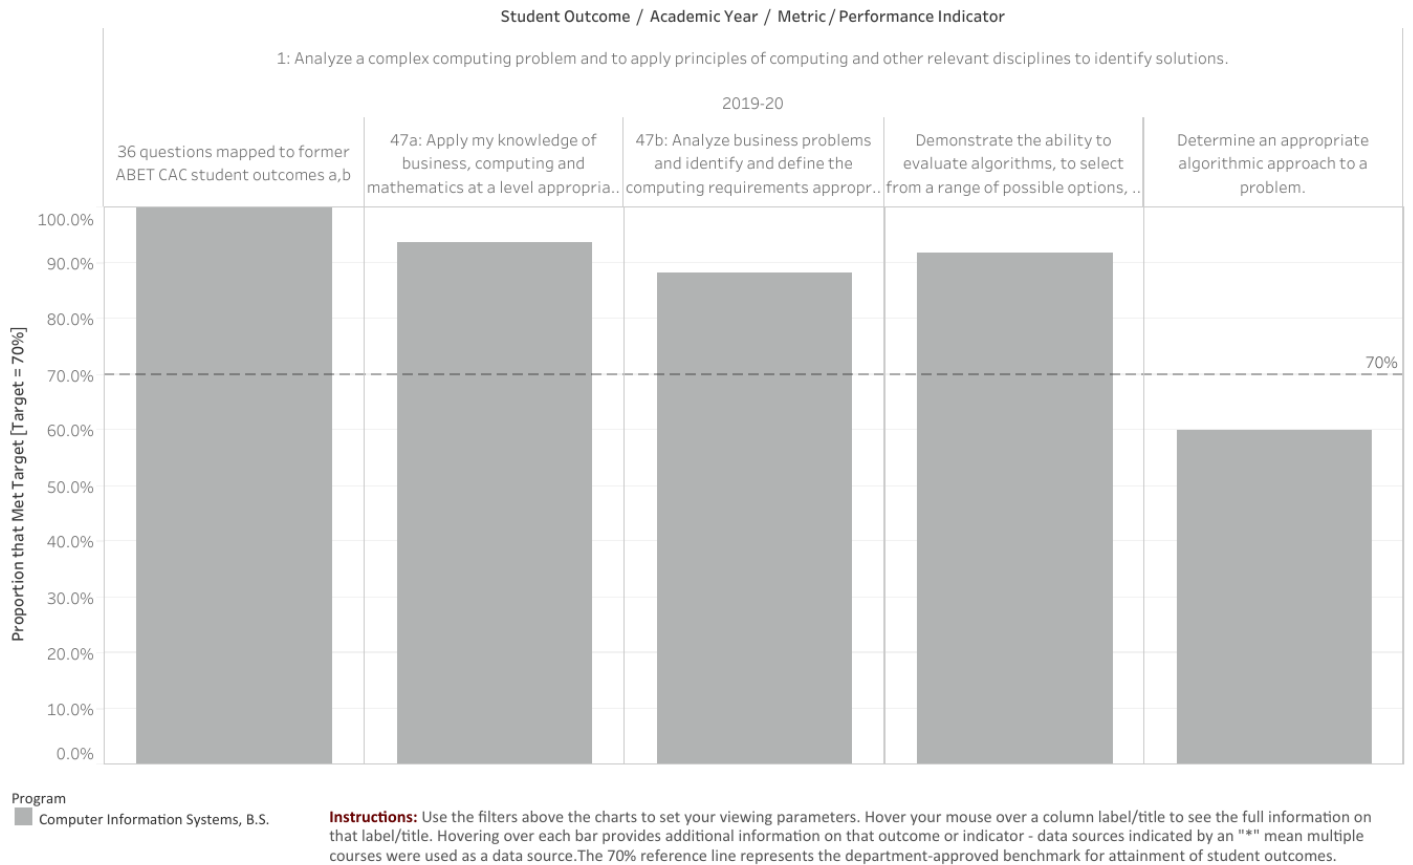 Student Outcome / Academic Year / Metric / Performance Indicator
1: Analyze a complex computing problem and to apply principles of computing and other relevant disciplines to identify solutions.
2019-20
36 questions mapped to former
ABET CAC student outcomes a,b
47a: Apply my knowledge of
business, computing and
mathematics at a level appropria..
47b: Analyze business problems
and identify and define the
computing requirements appropr..
Demonstrate the ability to
evaluate algorithms, to select
from a range of possible options, ..
Determine an appropriate
algorithmic approach to a
problem.
Proportion that Met Target [Target = 70%]
100.0%
90.0%
80.0%
70.0%
60.0%
50.0%
40.0%
30.0%
20.0%
10.0%
0.0%
70%
Program
Computer Information Systems, B.S.
Instructions: Use the filters above the charts to set your viewing parameters. Hover your mouse over a column label/title to see the full information on
that label/title. Hovering over each bar provides additional information on that outcome or indicator - data sources indicated by an "*" mean multiple
courses were used as a data source.The 70% reference line represents the department-approved benchmark for attainment of student outcomes.